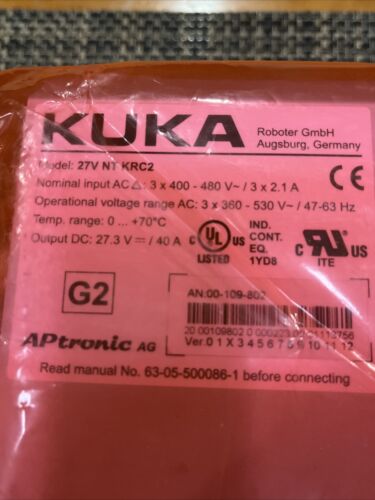 KUKA
Roboter GmbH
Augsburg, Germany
Model: 27V NT KRC2
Nominal input AC Δ: 3 x 400 - 480 V~ / 3 x 2.1 A
Operational voltage range AC: 3 x 360 - 530 V~ / 47-63 Hz
Temp. range: 0 ... +70°C
Output DC: 27.3 V ⎓ / 40 A
CE
C UL US
LISTED
IND.
CONT.
EQ.
1YD8
C RU US
ITE
G2
AN:00-109-802
Ver.0 1 X 3 4 5 6 7 8 9 10 11 12
APtronic AG
Read manual No. 63-05-500086-1 before connecting